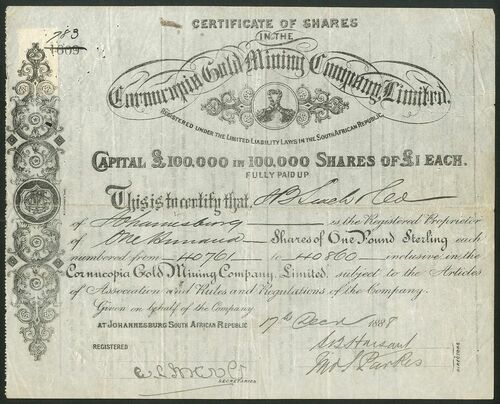 783
1809
CERTIFICATE OF SHARES
IN THE
Cornucopia Gold Mining Company, Limited.
REGISTERED UNDER THE LIMITED LIABILITY LAWS IN THE SOUTH AFRICAN REPUBLIC
CAPITAL £100,000 IN 100,000 SHARES OF £1 EACH.
FULLY PAID UP
This is to certify that,
of Johannesburg is the Registered Proprietor
of One hundred Shares of One Pound Sterling each
numbered from 40761 to 40860 inclusive in the
Cornucopia Gold Mining Company, Limited, subject to the Articles
of Association and Rules and Regulations of the Company.
Given on behalf of the Company
AT JOHANNESBURG SOUTH AFRICAN REPUBLIC 17th Decr 1888
REGISTERED
Parkes
SECRETARIES
DIRECTORS